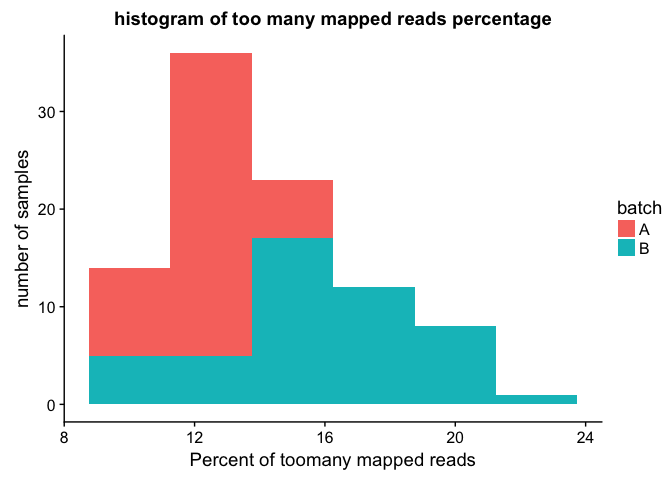 histogram of too many mapped reads percentage
number of samples
30
20
10
0
8
12
16
20
24
Percent of toomany mapped reads
batch
A
B